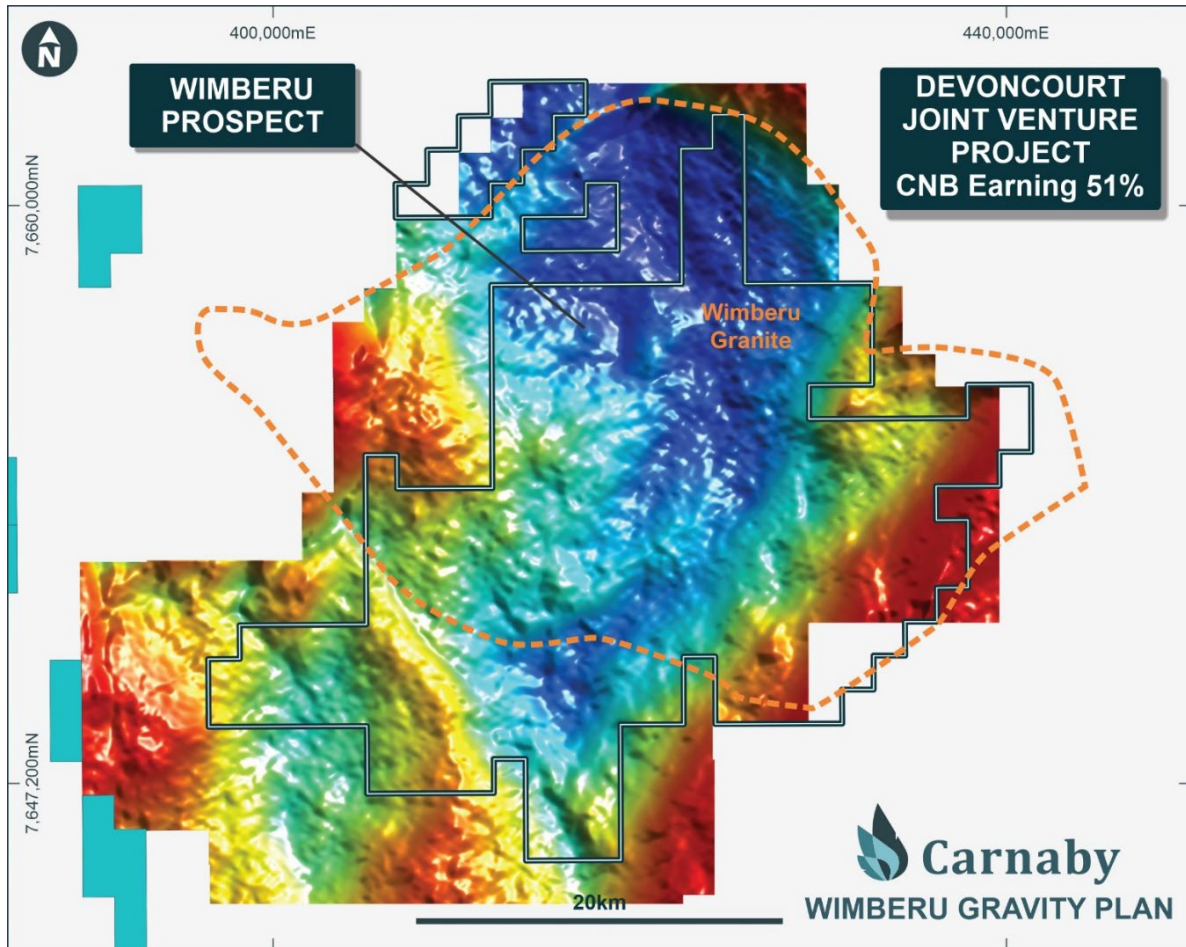 400,000mE
440,000mE
N
WIMBERU
PROSPECT
DEVONCOURT
JOINT VENTURE
PROJECT
CNB Earning 51%
7,660,000mN
Wimberu
Granite
7,647,200mN
20km
Carnaby
WIMBERU GRAVITY PLAN